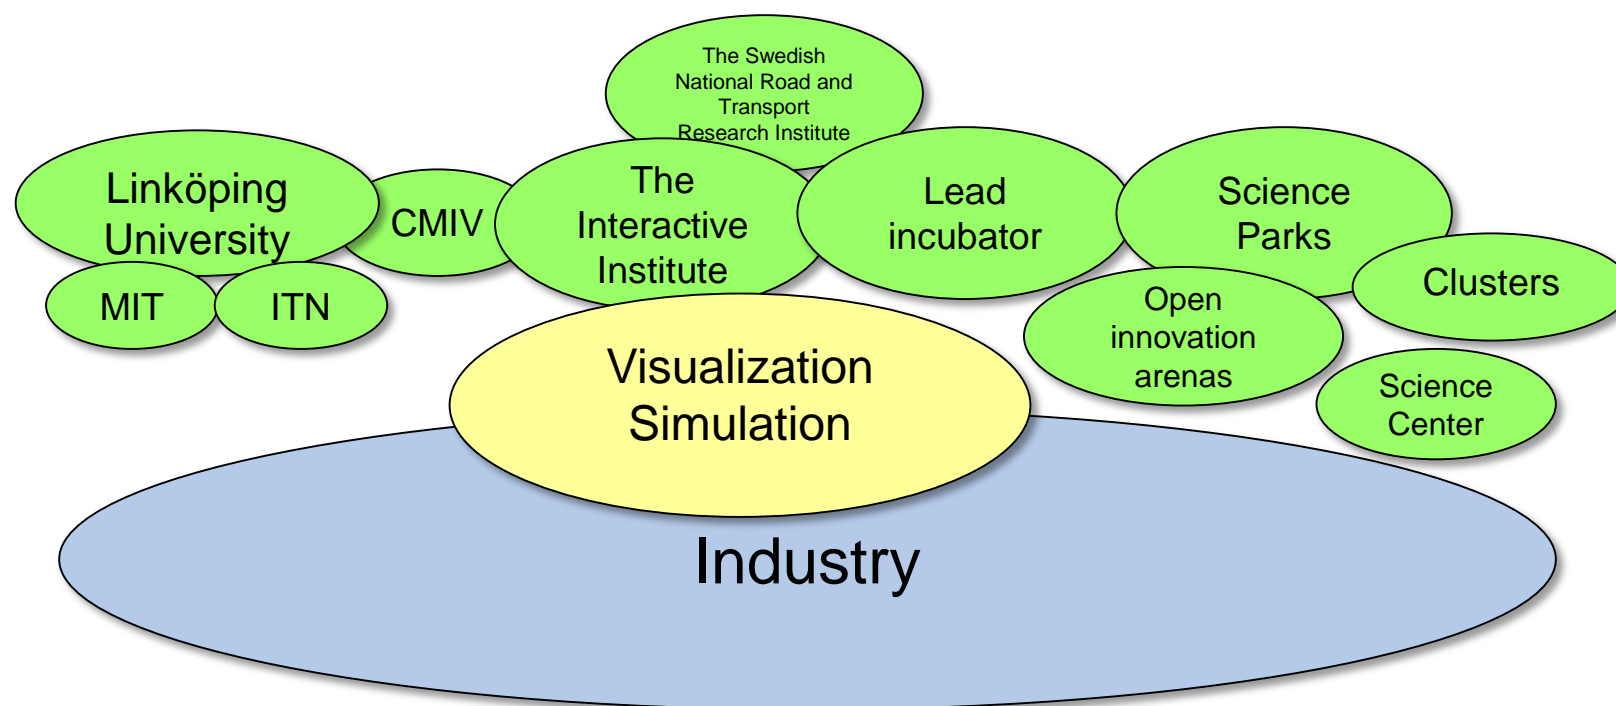 The Swedish
National Road and
Transport
Research Institute
Linköping
University
CMIV
The
Interactive
Institute
Lead
incubator
Science
Parks
Clusters
MIT
ITN
Open
innovation
arenas
Science
Center
Visualization
Simulation
Industry